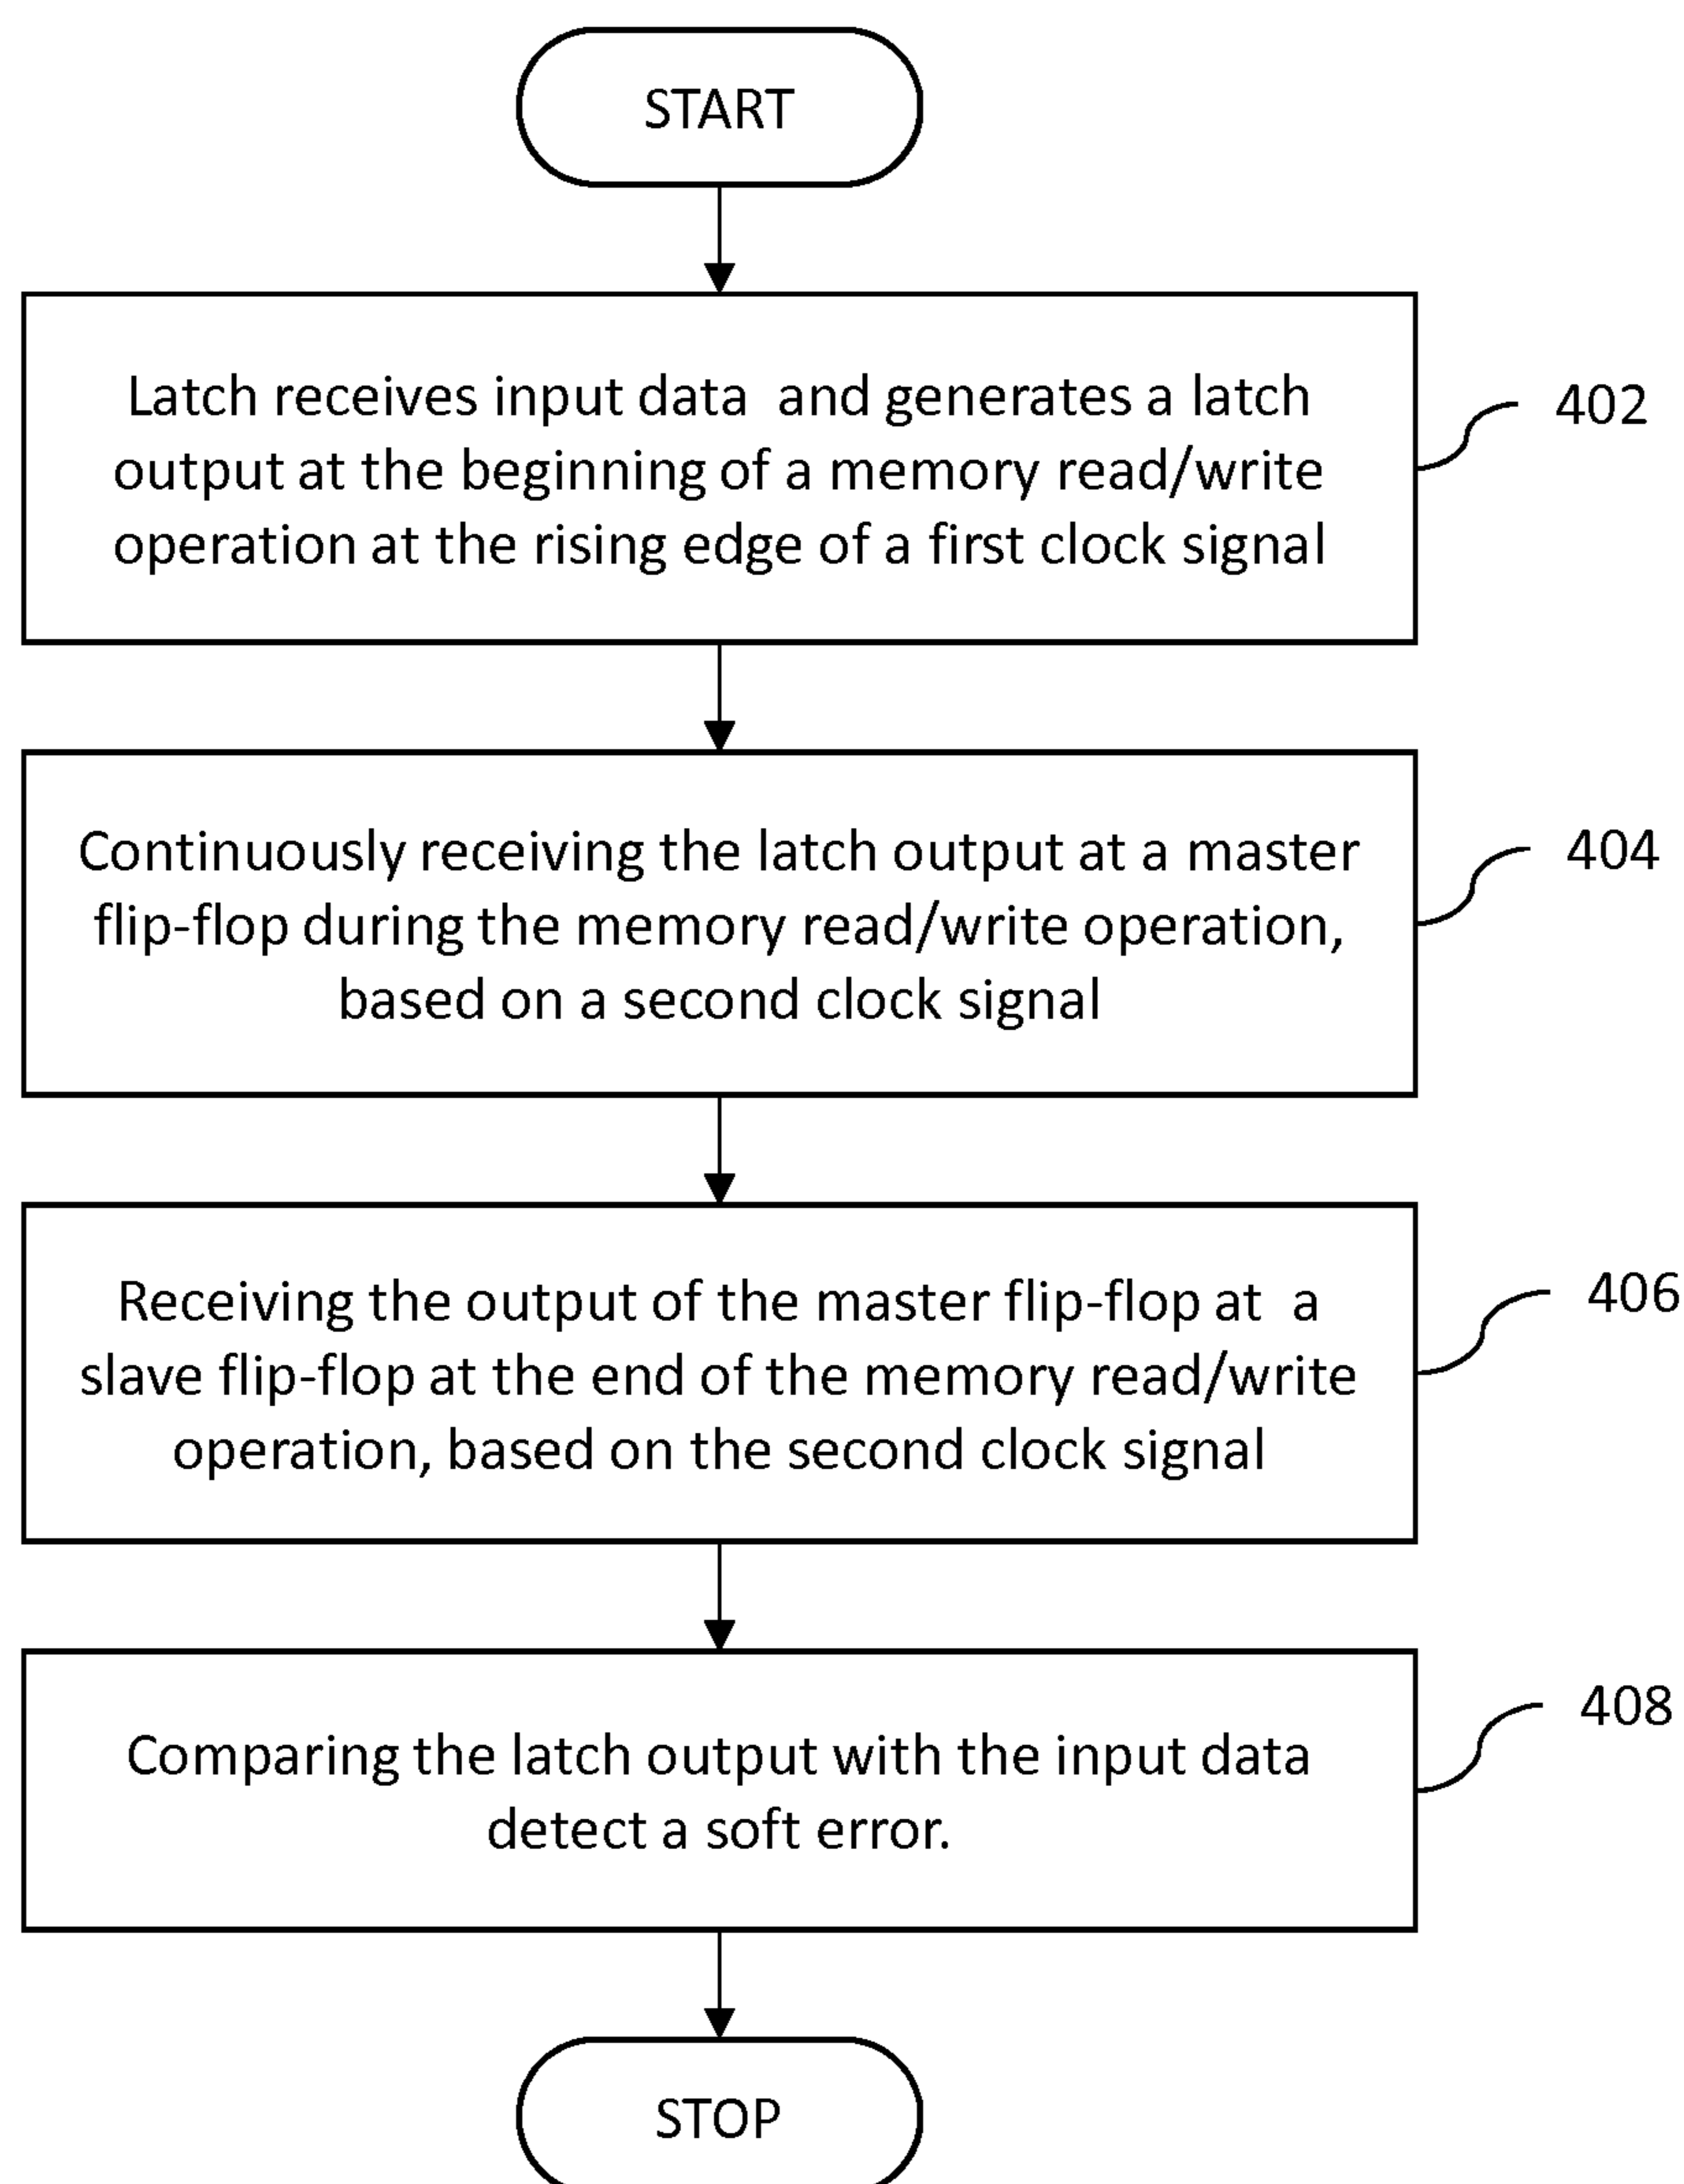 START
Latch receives input data and generates a latch
output at the beginning of a memory read/write
operation at the rising edge of a first clock signal
402
Continuously receiving the latch output at a master
flip-flop during the memory read/write operation,
based on a second clock signal
404
Receiving the output of the master flip-flop at a
slave flip-flop at the end of the memory read/write
operation, based on the second clock signal
406
Comparing the latch output with the input data
detect a soft error.
408
STOP